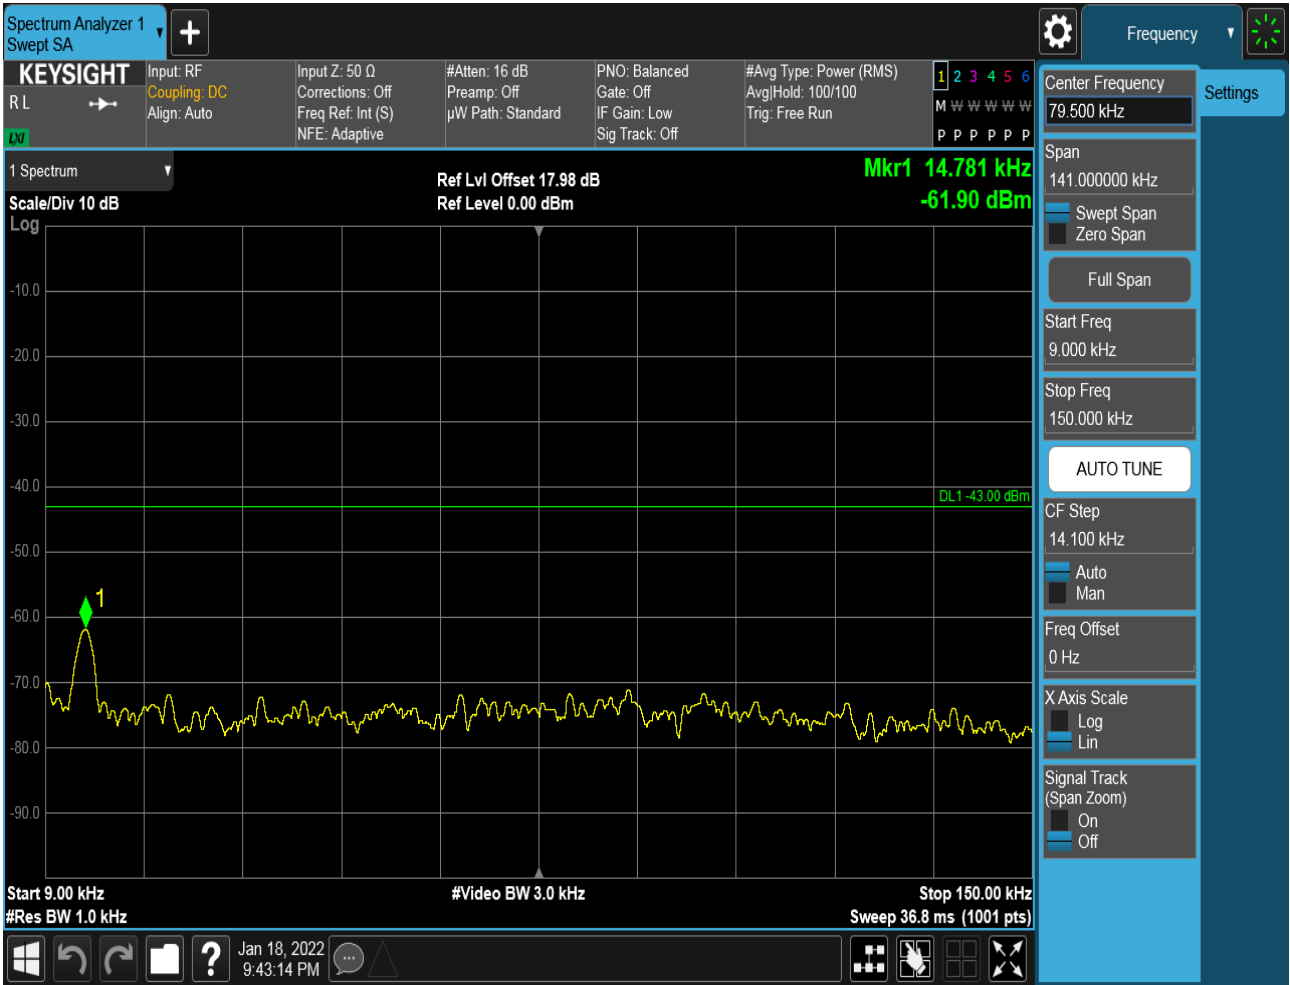 Spectrum Analyzer 1
Swept SA
Frequency
KEYSIGHT
R L
LXI
Input: RF
Coupling: DC
Align: Auto
Input Z: 50 Ω
Corrections: Off
Freq Ref: Int (S)
NFE: Adaptive
#Atten: 16 dB
Preamp: Off
µW Path: Standard
PNO: Balanced
Gate: Off
IF Gain: Low
Sig Track: Off
#Avg Type: Power (RMS)
Avg|Hold: 100/100
Trig: Free Run
1 2 3 4 5 6
M W W W W W
P P P P P P
1 Spectrum
Scale/Div 10 dB
Log
Ref Lvl Offset 17.98 dB
Ref Level 0.00 dBm
Mkr1 14.781 kHz
-61.90 dBm
-10.0
-20.0
-30.0
-40.0
DL1 -43.00 dBm
-50.0
1
-60.0
-70.0
-80.0
-90.0
Start 9.00 kHz
#Video BW 3.0 kHz
Stop 150.00 kHz
#Res BW 1.0 kHz
Sweep 36.8 ms (1001 pts)
?
Jan 18, 2022
9:43:14 PM
Center Frequency
79.500 kHz
Settings
Span
141.000000 kHz
Swept Span
Zero Span
Full Span
Start Freq
9.000 kHz
Stop Freq
150.000 kHz
AUTO TUNE
CF Step
14.100 kHz
Auto
Man
Freq Offset
0 Hz
X Axis Scale
Log
Lin
Signal Track
(Span Zoom)
On
Off